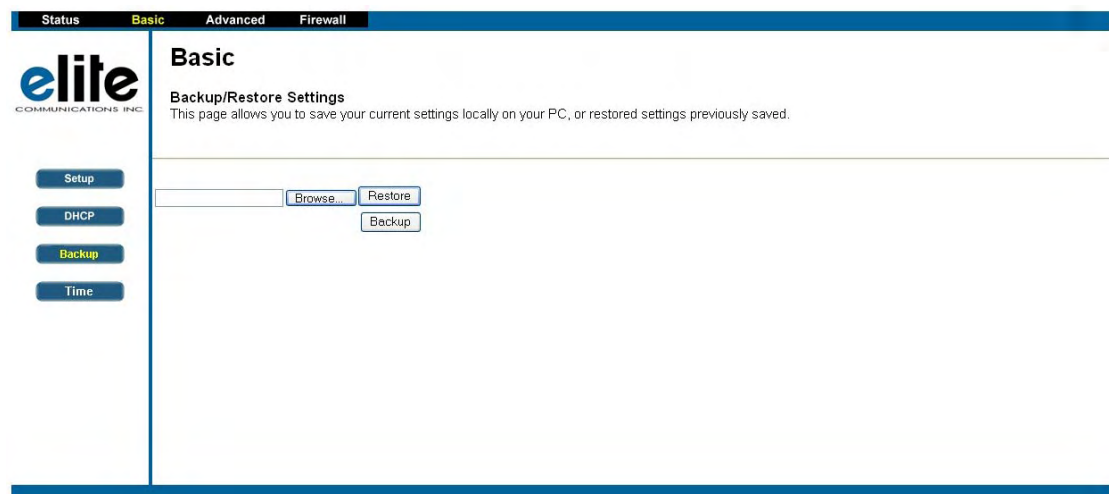 Status Basic Advanced Firewall
elite
COMMUNICATIONS INC.
Basic
Backup/Restore Settings
This page allows you to save your current settings locally on your PC, or restored settings previously saved.
Setup
DHCP
Backup
Time
Browse... Restore
Backup